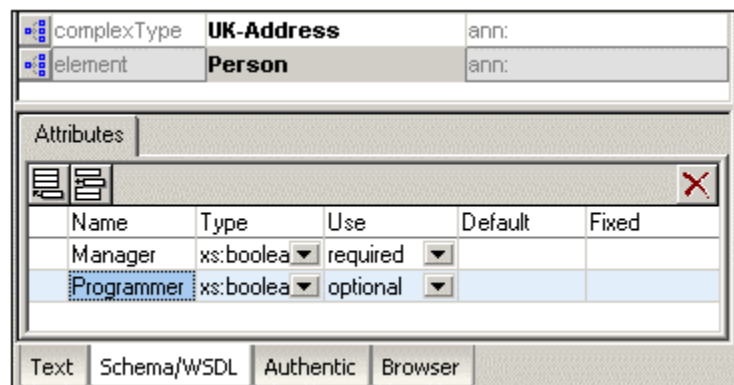 complexType UK-Address ann:
element Person ann:
Attributes
Name Type Use Default Fixed
Manager xs:boolea required
Programmer xs:boolea optional
Text Schema/WSDL Authentic Browser